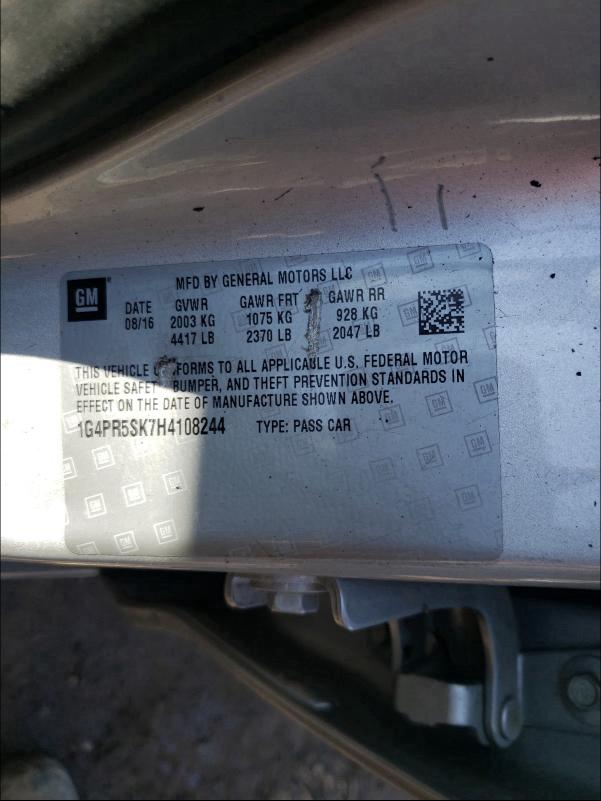 GM
MFD BY GENERAL MOTORS LLC
DATE GVWR GAWR FRT GAWR RR
08/16 2003 KG 1075 KG 928 KG
4417 LB 2370 LB 2047 LB
THIS VEHICLE FORMS TO ALL APPLICABLE U.S. FEDERAL MOTOR
VEHICLE SAFET BUMPER, AND THEFT PREVENTION STANDARDS IN
EFFECT ON THE DATE OF MANUFACTURE SHOWN ABOVE.
1G4PR5SK7H4108244 TYPE: PASS CAR